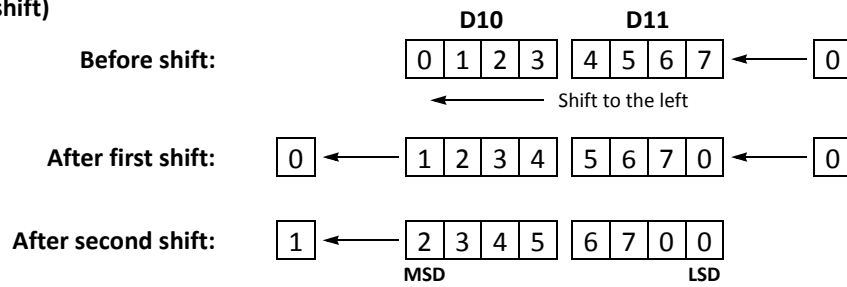 shift)
D10 D11
Before shift: 0 1 2 3 4 5 6 7 0
Shift to the left
After first shift: 0 1 2 3 4 5 6 7 0 0
After second shift: 1 2 3 4 5 6 7 0 0
MSD LSD